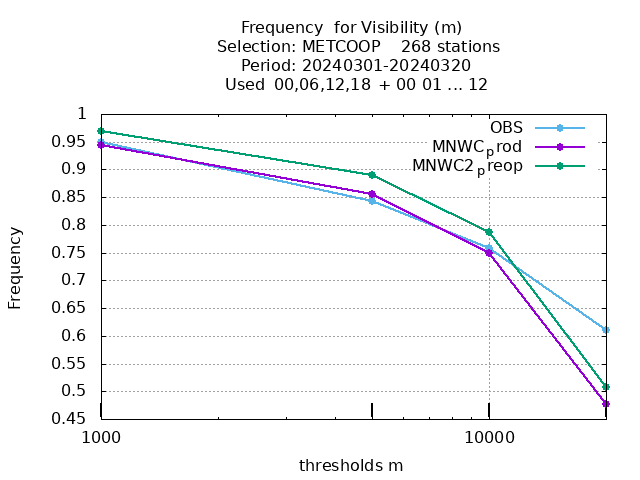 Frequency for Visibility (m)
Selection: METCOOP 268 stations
Period: 20240301-20240320
Used 00,06,12,18 + 00 01 ... 12
1
0.95
0.9
0.85
0.8
0.75
0.7
0.65
0.6
0.55
0.5
0.45
Frequency
OBS
MNWCprod
MNWC2preop
1000 10000
thresholds m